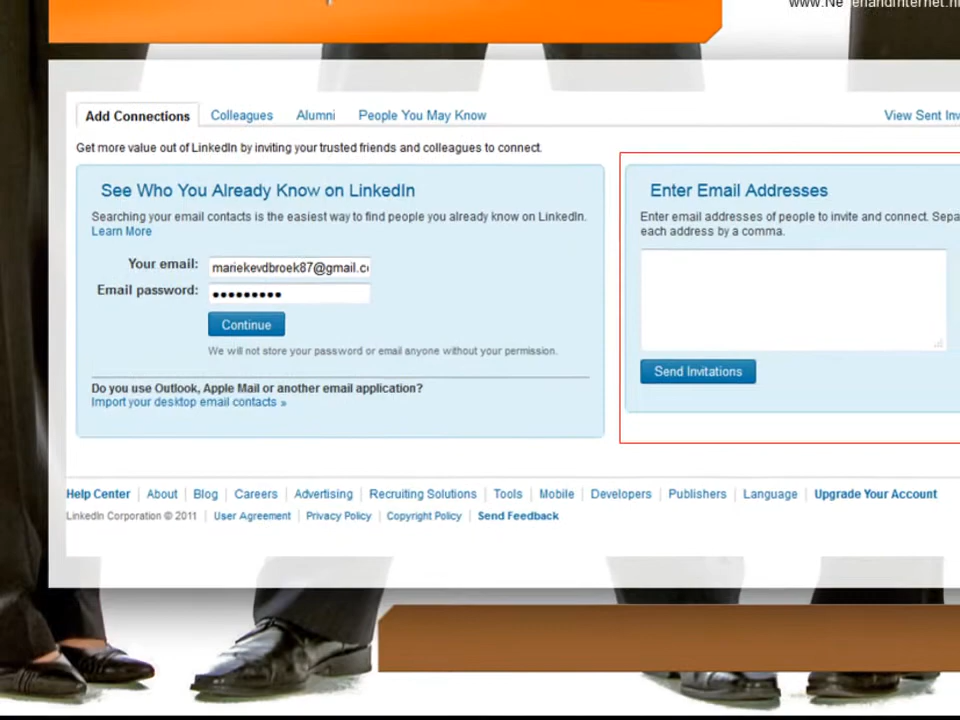 Add Connections
Colleagues
Alumni
People You May Know
View Sent
Get more value out of LinkedIn by inviting your trusted friends and colleagues to connect.
See Who You Already Know on LinkedIn
Searching your email contacts is the easiest way to find people you already know on LinkedIn.
Learn More
Your email:
mariekevdbroek87@gmail.c
Email password:
•••••••••
Continue
We will not store your password or email anyone without your permission.
Do you use Outlook, Apple Mail or another email application?
Import your desktop email contacts »
Enter Email Addresses
Enter email addresses of people to invite and connect.
each address by a comma.
Send Invitations
Help Center | About | Blog | Careers | Advertising | Recruiting Solutions | Tools | Mobile | Developers | Publishers | Language | Upgrade Your Account
LinkedIn Corporation © 2011 | User Agreement | Privacy Policy | Copyright Policy | Send Feedback